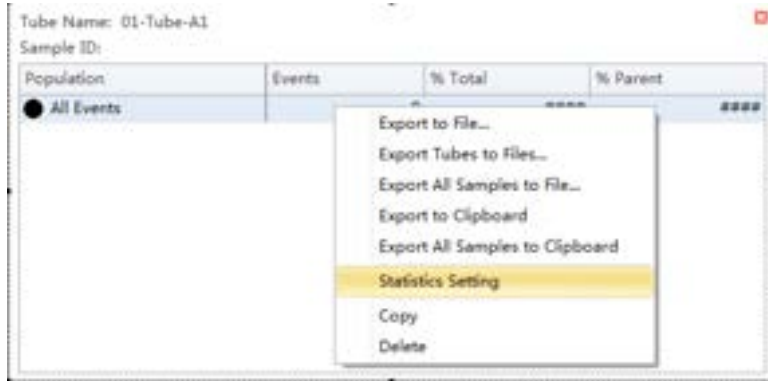 Tube Name: 01-Tube-A1
Sample ID:
Population Events % Total % Parent
All Events #### ####
Export to File...
Export Tubes to Files...
Export All Samples to File...
Export to Clipboard
Export All Samples to Clipboard
Statistics Setting
Copy
Delete